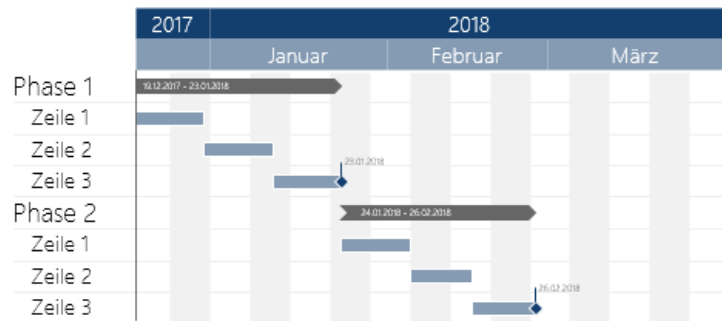 2017 2018
Januar Februar März
Phase 1 19.12.2017 - 23.01.2018
Zeile 1
Zeile 2
23.01.2018
Zeile 3
Phase 2 24.01.2018 - 26.02.2018
Zeile 1
Zeile 2
26.02.2018
Zeile 3